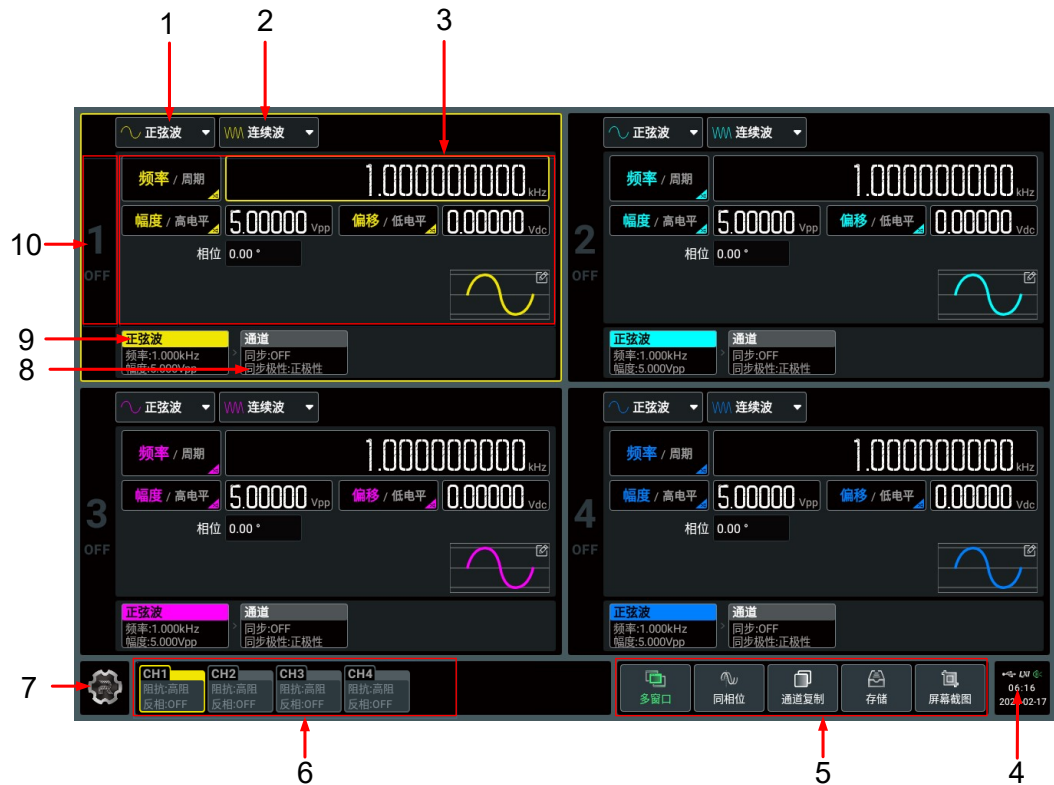 1 2 3
正弦波 连续波
频率 / 周期 1.000000000 kHz
幅度 / 高电平 5.00000 Vpp 偏移 / 低电平 0.00000 Vdc
相位 0.00 °
1
OFF
正弦波 通道
频率:1.000kHz 同步:OFF
幅度:5.000Vpp 同步极性:正极性
正弦波 连续波
频率 / 周期 1.000000000 kHz
幅度 / 高电平 5.00000 Vpp 偏移 / 低电平 0.00000 Vdc
相位 0.00 °
2
OFF
正弦波 通道
频率:1.000kHz 同步:OFF
幅度:5.000Vpp 同步极性:正极性
10
9
8
正弦波 连续波
频率 / 周期 1.000000000 kHz
幅度 / 高电平 5.00000 Vpp 偏移 / 低电平 0.00000 Vdc
相位 0.00 °
3
OFF
正弦波 通道
频率:1.000kHz 同步:OFF
幅度:5.000Vpp 同步极性:正极性
正弦波 连续波
频率 / 周期 1.000000000 kHz
幅度 / 高电平 5.00000 Vpp 偏移 / 低电平 0.00000 Vdc
相位 0.00 °
4
OFF
正弦波 通道
频率:1.000kHz 同步:OFF
幅度:5.000Vpp 同步极性:正极性
7
CH1 CH2 CH3 CH4
阻抗:高阻 阻抗:高阻 阻抗:高阻 阻抗:高阻
反相:OFF 反相:OFF 反相:OFF 反相:OFF
多窗口 同相位 通道复制 存储 屏幕截图
LXI
06:16
6 5 4